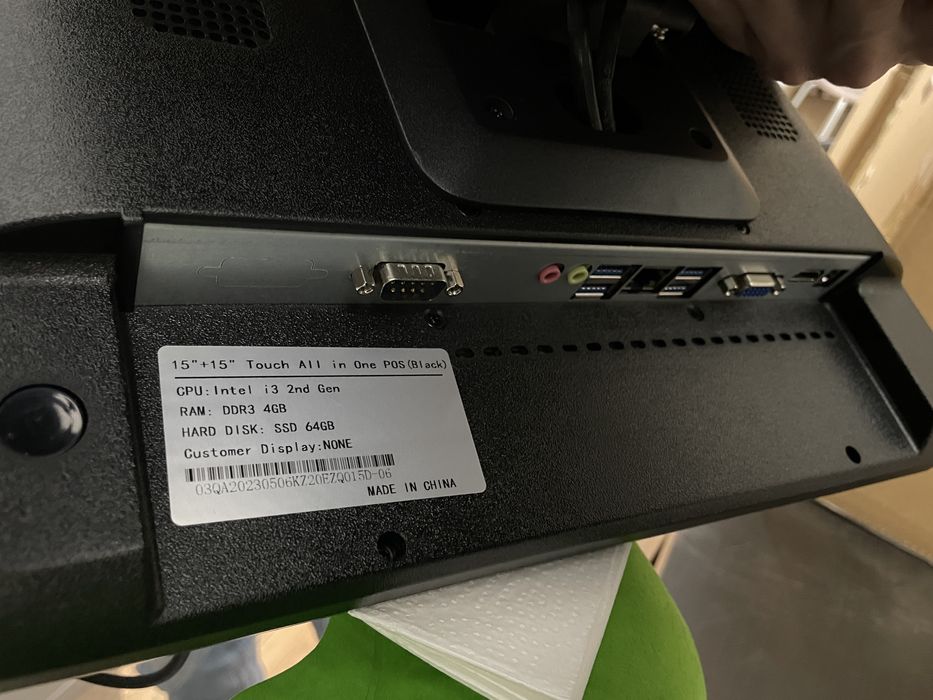 15"+15" Touch All in One POS(Black)
CPU:Intel i3 2nd Gen
RAM: DDR3 4GB
HARD DISK: SSD 64GB
Customer Display:NONE
03QA20230506KZ20EZQ015D-06
MADE IN CHINA